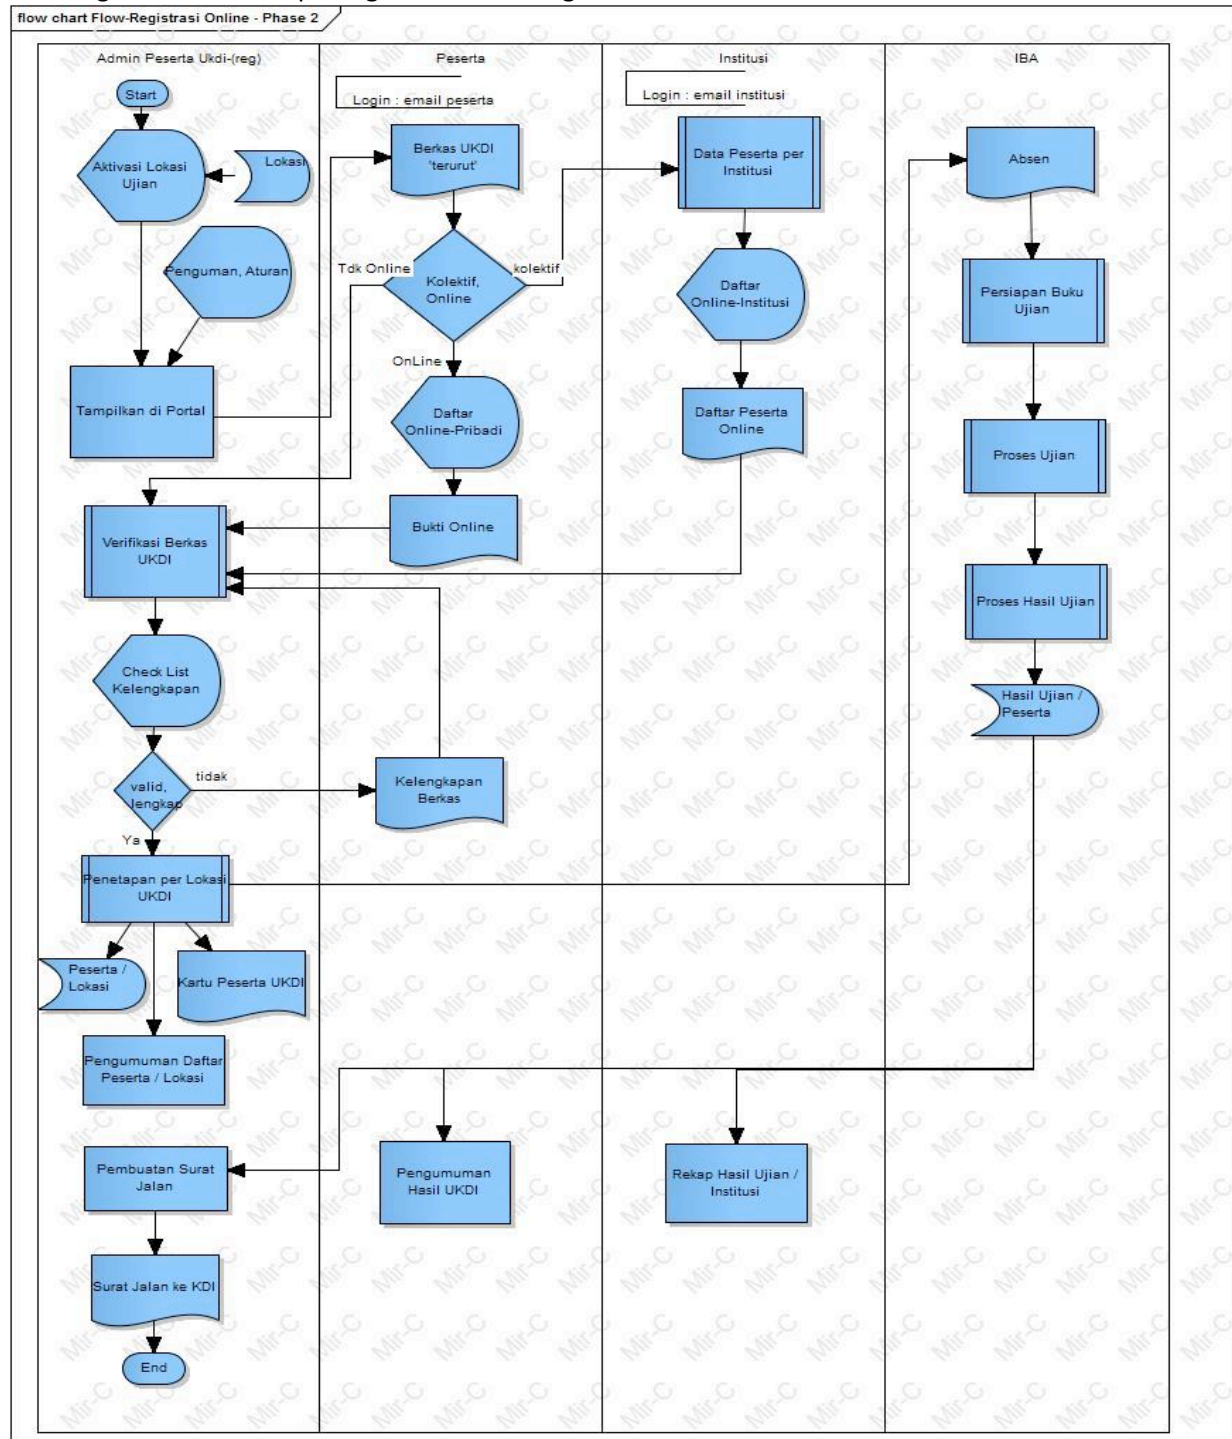 flow chart Flow-Registrasi Online - Phase 2
Admin Peserta Ukdi-(reg)
Peserta
Institusi
IBA
Start
Login : email peserta
Login : email institusi
Aktivasi Lokasi
Ujian
Lokasi
Berkas UKDI
'terurut'
Data Peserta per
Institusi
Absen
Penguman, Aturan
Tdk Online
Kolektif,
Online
kolektif
Daftar
Online-Institusi
Persiapan Buku
Ujian
OnLine
Tampilkan di Portal
Daftar
Online-Pribadi
Daftar Peserta
Online
Proses Ujian
Verifikasi Berkas
UKDI
Bukti Online
Proses Hasil Ujian
Check List
Kelengkapan
Hasil Ujian /
Peserta
valid,
lengkap
tidak
Kelengkapan
Berkas
Ya
Penetapan per Lokasi
UKDI
Peserta /
Lokasi
Kartu Peserta UKDI
Pengumuman Daftar
Peserta / Lokasi
Pembuatan Surat
Jalan
Pengumuman
Hasil UKDI
Rekap Hasil Ujian /
Institusi
Surat Jalan ke KDI
End
Mir-C